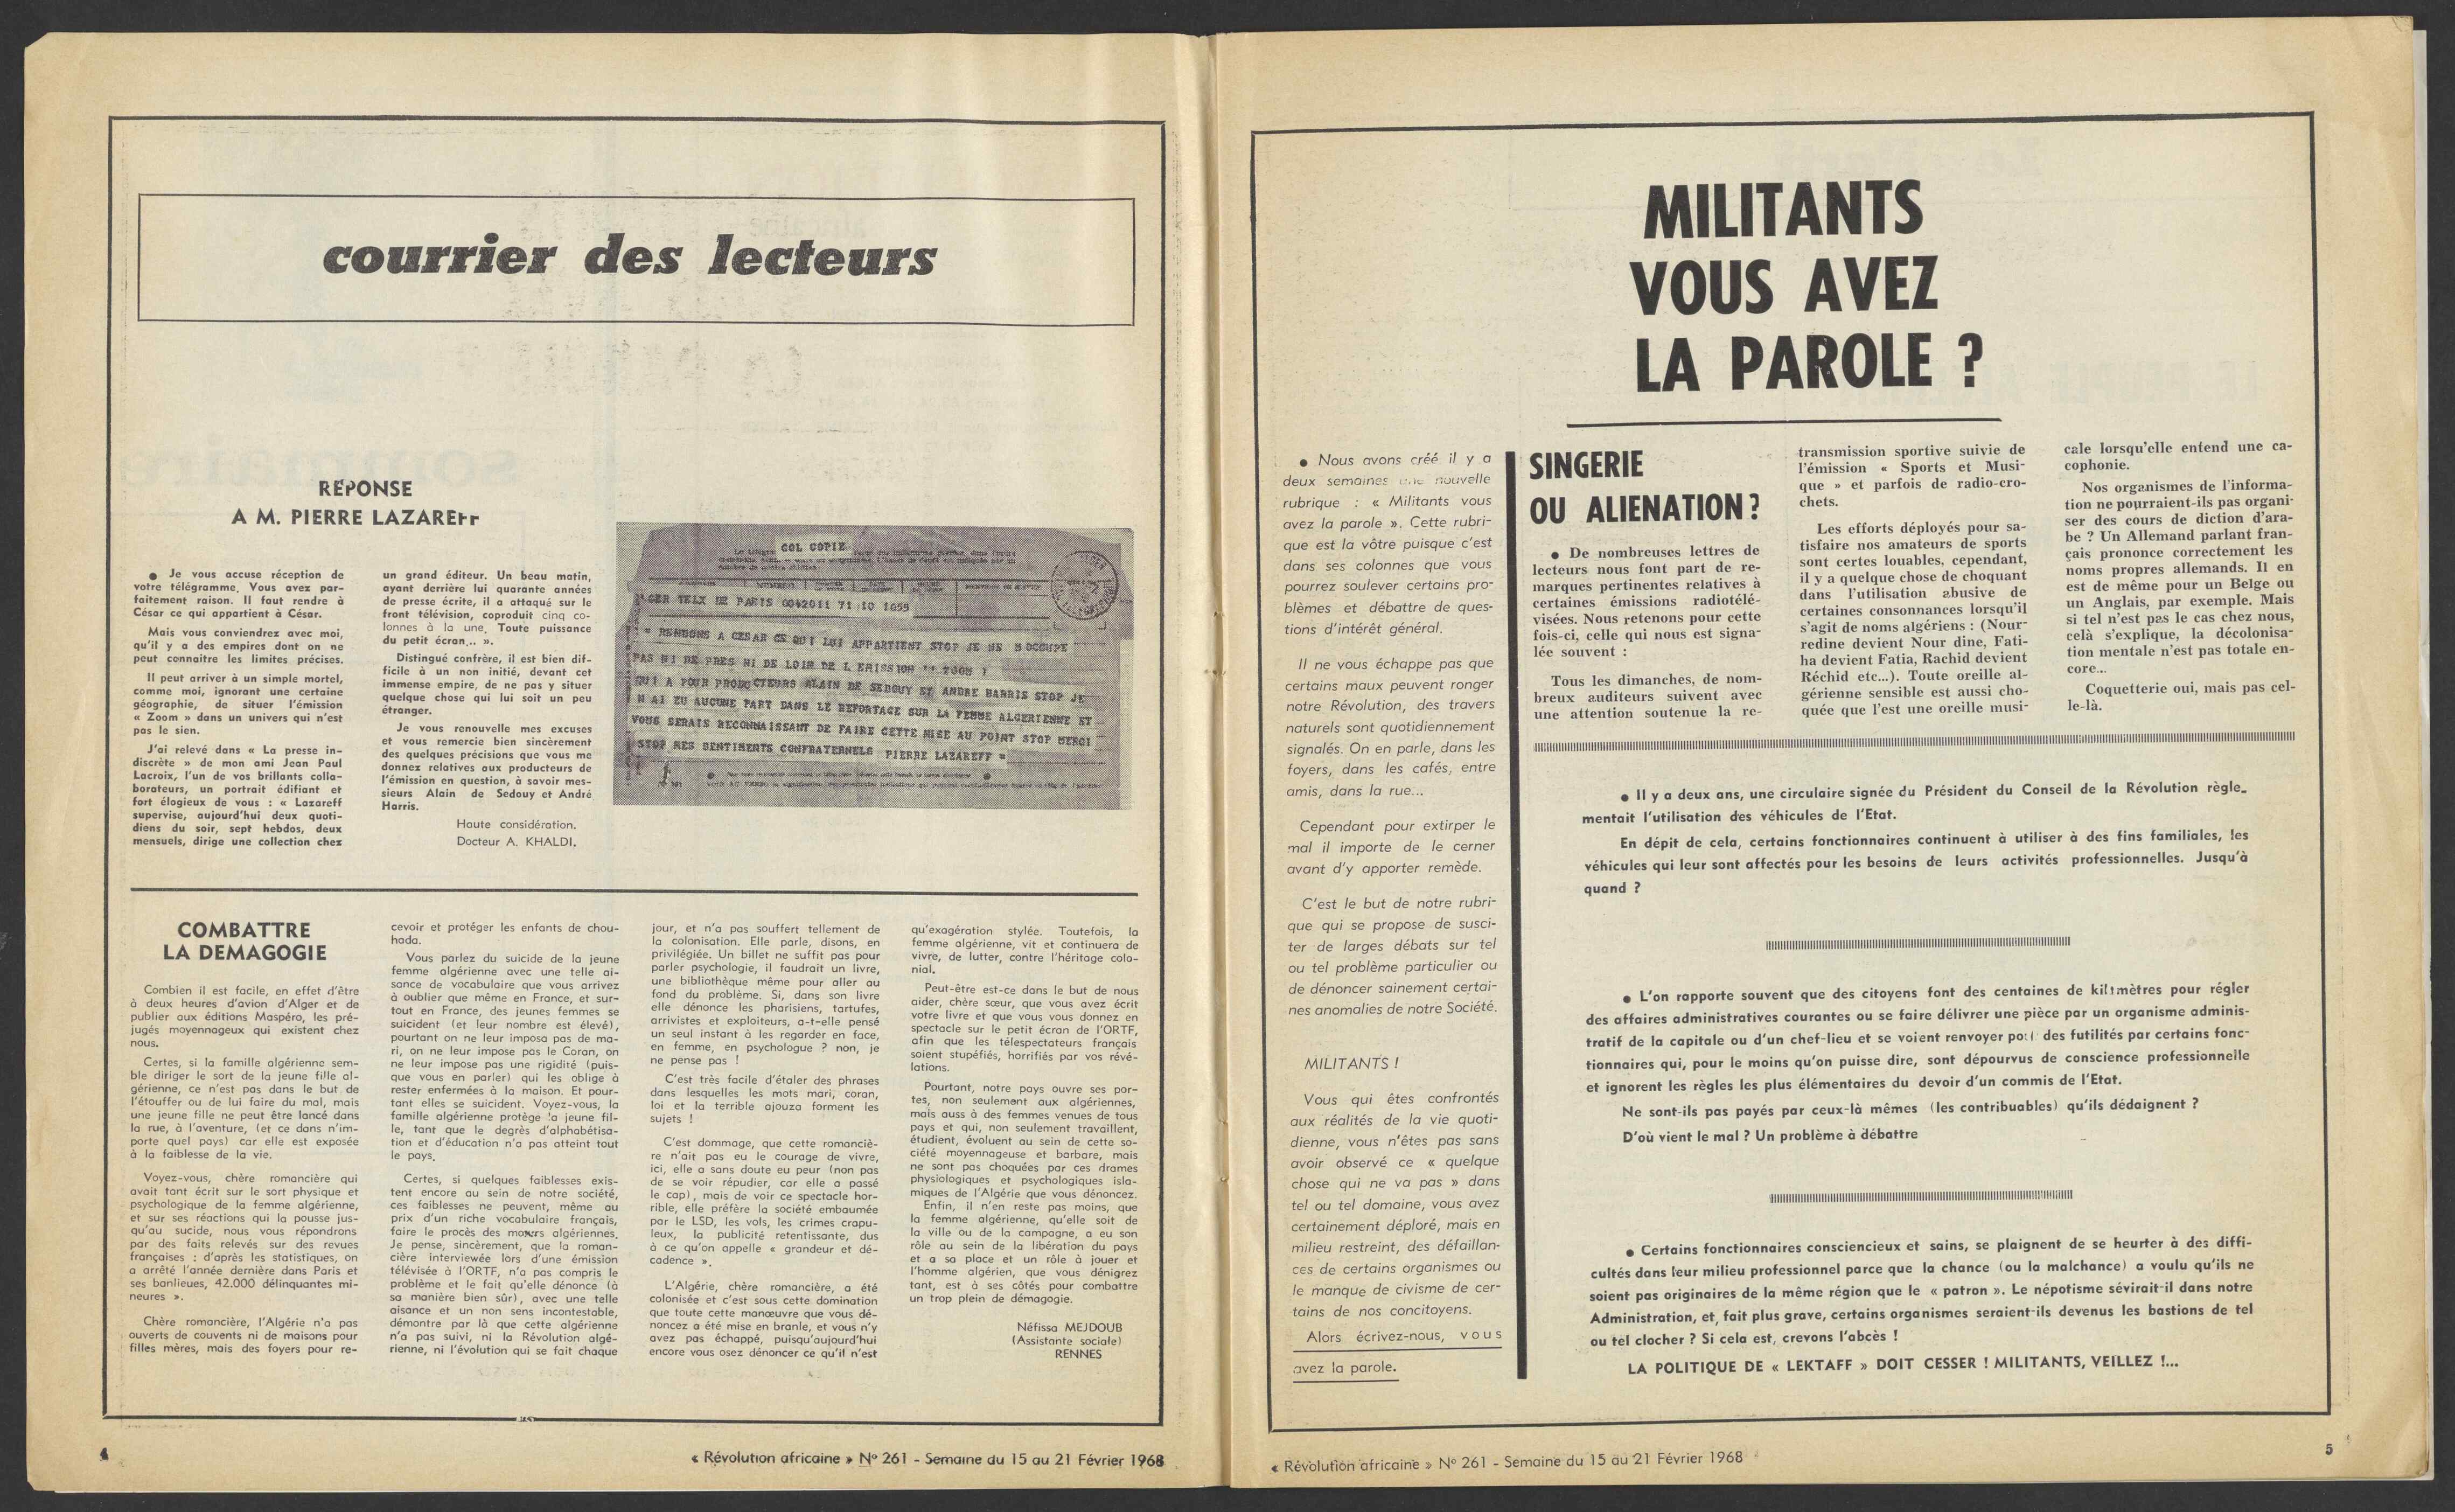 courrier des lecteurs
RÉPONSE
A M. PIERRE LAZAREFF
● Je vous accuse réception de
votre télégramme. Vous avez par-
faitement raison. Il faut rendre à
César ce qui appartient à César.
Mais vous conviendrez avec moi,
qu'il y a des empires dont on ne
peut connaitre les limites précises.
Il peut arriver à un simple mortel,
comme moi, ignorant une certaine
géographie, de situer l'émission
« Zoom » dans un univers qui n'est
pas le sien.
J'ai relevé dans « La presse in-
discrète » de mon ami Jean Paul
Lacroix, l'un de vos brillants colla-
borateurs, un portrait édifiant et
fort élogieux de vous : « Lazareff
supervise, aujourd'hui deux quoti-
diens du soir, sept hebdos, deux
mensuels, dirige une collection chez
un grand éditeur. Un beau matin,
ayant derrière lui quarante années
de presse écrite, il a attaqué sur le
front télévision, coproduit cinq co-
lonnes à la une. Toute puissance
du petit écran... ».
Distingué confrère, il est bien dif-
ficile à un non initié, devant cet
immense empire, de ne pas y situer
quelque chose qui lui soit un peu
étranger.
Je vous renouvelle mes excuses
et vous remercie bien sincèrement
des quelques précisions que vous me
donnez relatives aux producteurs de
l'émission en question, à savoir mes-
sieurs Alain de Sedouy et André
Harris.
Haute considération.
Docteur A. KHALDI.
COL COPIE
ALGER TELX DE PARIS 0042011 71 10 1655
" RENDONS A CESAR CE QUI LUI APPARTIENT STOP JE NE M OCCUPE
PAS NI DE PRES NI DE LOIN DE L EMISSION '' ZOOM
QUI A POUR PRODUCTEURS ALAIN DE SEDOUY ET ANDRE HARRIS STOP JE
N AI EU AUCUNE PART DANS LE REPORTAGE SUR LA FEMME ALGERIENNE ET
VOUS SERAIS RECONNAISSANT DE FAIRE CETTE MISE AU POINT STOP MERCI
STOP MES SENTIMENTS CONFRATERNELS PIERRE LAZAREFF =
COMBATTRE
LA DEMAGOGIE
Combien il est facile, en effet d'être
à deux heures d'avion d'Alger et de
publier aux éditions Maspéro, les pré-
jugés moyennageux qui existent chez
nous.
Certes, si la famille algérienne sem-
ble diriger le sort de la jeune fille al-
gérienne, ce n'est pas dans le but de
l'étouffer ou de lui faire du mal, mais
une jeune fille ne peut être lancé dans
la rue, à l'aventure, (et ce dans n'im-
porte quel pays) car elle est exposée
à la faiblesse de la vie.
Voyez-vous, chère romancière qui
avait tant écrit sur le sort physique et
psychologique de la femme algérienne,
et sur ses réactions qui la pousse jus-
qu'au sucide, nous vous répondrons
par des faits relevés sur des revues
françaises : d'après les statistiques, on
a arrêté l'année dernière dans Paris et
ses banlieues, 42.000 délinquantes mi-
neures ».
Chère romancière, l'Algérie n'a pas
ouverts de couvents ni de maisons pour
filles mères, mais des foyers pour re-
cevoir et protéger les enfants de chou-
hada.
Vous parlez du suicide de la jeune
femme algérienne avec une telle ai-
sance de vocabulaire que vous arrivez
à oublier que même en France, et sur-
tout en France, des jeunes femmes se
suicident (et leur nombre est élevé),
pourtant on ne leur imposa pas de ma-
ri, on ne leur impose pas le Coran, on
ne leur impose pas une rigidité (puis-
que vous en parler) qui les oblige à
rester enfermées à la maison. Et pour-
tant elles se suicident. Voyez-vous, la
famille algérienne protège la jeune fil-
le, tant que le degrès d'alphabétisa-
tion et d'éducation n'a pas atteint tout
le pays.
Certes, si quelques faiblesses exis-
tent encore au sein de notre société,
ces faiblesses ne peuvent, même au
prix d'un riche vocabulaire français,
faire le procès des mœurs algériennes.
Je pense, sincèrement, que la roman-
cière interviewée lors d'une émission
télévisée à l'ORTF, n'a pas compris le
problème et le fait qu'elle dénonce (à
sa manière bien sûr), avec une telle
aisance et un non sens incontestable,
démontre par là que cette algérienne
n'a pas suivi, ni la Révolution algé-
rienne, ni l'évolution qui se fait chaque
jour, et n'a pas souffert tellement de
la colonisation. Elle parle, disons, en
privilégiée. Un billet ne suffit pas pour
parler psychologie, il faudrait un livre,
une bibliothèque même pour aller au
fond du problème. Si, dans son livre
elle dénonce les pharisiens, tartufes,
arrivistes et exploiteurs, a-t-elle pensé
un seul instant à les regarder en face,
en femme, en psychologue ? non, je
ne pense pas !
C'est très facile d'étaler des phrases
dans lesquelles les mots mari, coran,
loi et la terrible ajouza forment les
sujets !
C'est dommage, que cette romanciè-
re n'ait pas eu le courage de vivre,
ici, elle a sans doute eu peur (non pas
de se voir répudier, car elle a passé
le cap), mais de voir ce spectacle hor-
rible, elle préfère la société embaumée
par le LSD, les vols, les crimes crapu-
leux, la publicité retentissante, dus
à ce qu'on appelle « grandeur et dé-
cadence ».
L'Algérie, chère romancière, a été
colonisée et c'est sous cette domination
que toute cette manœuvre que vous dé-
noncez a été mise en branle, et vous n'y
avez pas échappé, puisqu'aujourd'hui
encore vous osez dénoncer ce qu'il n'est
qu'exagération stylée. Toutefois, la
femme algérienne, vit et continuera de
vivre, de lutter, contre l'héritage colo-
nial.
Peut-être est-ce dans le but de nous
aider, chère sœur, que vous avez écrit
votre livre et que vous vous donnez en
spectacle sur le petit écran de l'ORTF,
afin que les télespectateurs français
soient stupéfiés, horrifiés par vos révé-
lations.
Pourtant, notre pays ouvre ses por-
tes, non seulement aux algériennes,
mais auss à des femmes venues de tous
pays et qui, non seulement travaillent,
étudient, évoluent au sein de cette so-
ciété moyennageuse et barbare, mais
ne sont pas choquées par ces drames
physiologiques et psychologiques isla-
miques de l'Algérie que vous dénoncez.
Enfin, il n'en reste pas moins, que
la femme algérienne, qu'elle soit de
la ville ou de la campagne, a eu son
rôle au sein de la libération du pays
et a sa place et un rôle à jouer et
l'homme algérien, que vous dénigrez
tant, est à ses côtés pour combattre
un trop plein de démagogie.
Néfissa MEJDOUB
(Assistante sociale)
RENNES
4
« Révolution africaine » N° 261 - Semaine du 15 au 21 Février 1968
MILITANTS
VOUS AVEZ
LA PAROLE ?
● Nous avons créé il y a
deux semaines une nouvelle
rubrique : « Militants vous
avez la parole ». Cette rubri-
que est la vôtre puisque c'est
dans ses colonnes que vous
pourrez soulever certains pro-
blèmes et débattre de ques-
tions d'intérêt général.
Il ne vous échappe pas que
certains maux peuvent ronger
notre Révolution, des travers
naturels sont quotidiennement
signalés. On en parle, dans les
foyers, dans les cafés, entre
amis, dans la rue...
Cependant pour extirper le
mal il importe de le cerner
avant d'y apporter remède.
C'est le but de notre rubri-
que qui se propose de susci-
ter de larges débats sur tel
ou tel problème particulier ou
de dénoncer sainement certai-
nes anomalies de notre Société.
MILITANTS !
Vous qui êtes confrontés
aux réalités de la vie quoti-
dienne, vous n'êtes pas sans
avoir observé ce « quelque
chose qui ne va pas » dans
tel ou tel domaine, vous avez
certainement déploré, mais en
milieu restreint, des défaillan-
ces de certains organismes ou
le manque de civisme de cer-
tains de nos concitoyens.
Alors écrivez-nous, vous
avez la parole.
SINGERIE
OU ALIENATION ?
● De nombreuses lettres de
lecteurs nous font part de re-
marques pertinentes relatives à
certaines émissions radiotélé-
visées. Nous retenons pour cette
fois-ci, celle qui nous est signa-
lée souvent :
Tous les dimanches, de nom-
breux auditeurs suivent avec
une attention soutenue la re-
transmission sportive suivie de
l'émission « Sports et Musi-
que » et parfois de radio-cro-
chets.
Les efforts déployés pour sa-
tisfaire nos amateurs de sports
sont certes louables, cependant,
il y a quelque chose de choquant
dans l'utilisation abusive de
certaines consonnances lorsqu'il
s'agit de noms algériens : (Nour-
redine devient Nour dine, Fati-
ha devient Fatia, Rachid devient
Réchid etc...). Toute oreille al-
gérienne sensible est aussi cho-
quée que l'est une oreille musi-
cale lorsqu'elle entend une ca-
cophonie.
Nos organismes de l'informa-
tion ne pourraient-ils pas organi-
ser des cours de diction d'ara-
be ? Un Allemand parlant fran-
çais prononce correctement les
noms propres allemands. Il en
est de même pour un Belge ou
un Anglais, par exemple. Mais
si tel n'est pas le cas chez nous,
celà s'explique, la décolonisa-
tion mentale n'est pas totale en-
core...
Coquetterie oui, mais pas cel-
le-là.
● Il y a deux ans, une circulaire signée du Président du Conseil de la Révolution règle-
mentait l'utilisation des véhicules de l'Etat.
En dépit de cela, certains fonctionnaires continuent à utiliser à des fins familiales, les
véhicules qui leur sont affectés pour les besoins de leurs activités professionnelles. Jusqu'à
quand ?
● L'on rapporte souvent que des citoyens font des centaines de kilomètres pour régler
des affaires administratives courantes ou se faire délivrer une pièce par un organisme adminis-
tratif de la capitale ou d'un chef-lieu et se voient renvoyer pour des futilités par certains fonc-
tionnaires qui, pour le moins qu'on puisse dire, sont dépourvus de conscience professionnelle
et ignorent les règles les plus élémentaires du devoir d'un commis de l'Etat.
Ne sont-ils pas payés par ceux-là mêmes (les contribuables) qu'ils dédaignent ?
D'où vient le mal ? Un problème à débattre
● Certains fonctionnaires consciencieux et sains, se plaignent de se heurter à des diffi-
cultés dans leur milieu professionnel parce que la chance (ou la malchance) a voulu qu'ils ne
soient pas originaires de la même région que le « patron ». Le népotisme sévirait-il dans notre
Administration, et, fait plus grave, certains organismes seraient-ils devenus les bastions de tel
ou tel clocher ? Si cela est, crevons l'abcès !
LA POLITIQUE DE « LEKTAFF » DOIT CESSER ! MILITANTS, VEILLEZ !...
« Révolution africaine » N° 261 - Semaine du 15 au 21 Février 1968
5